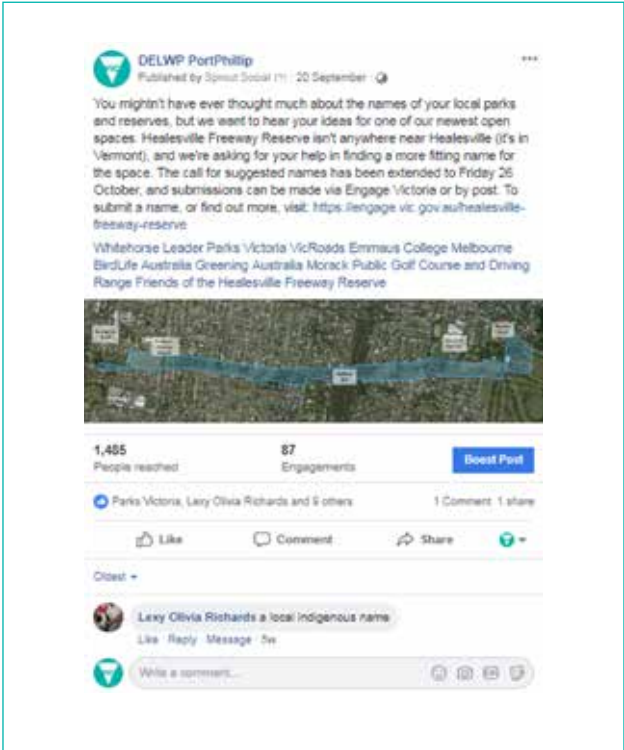 DELWP PortPhillip
Published by Sprout Social · 20 September ·
You mightn't have ever thought much about the names of your local parks
and reserves, but we want to hear your ideas for one of our newest open
spaces. Healesville Freeway Reserve isn't anywhere near Healesville (it's in
Vermont), and we're asking for your help in finding a more fitting name for
the space. The call for suggested names has been extended to Friday 26
October, and submissions can be made via Engage Victoria or by post. To
submit a name, or find out more, visit: https://engage.vic.gov.au/healesville-
freeway-reserve
Whitehorse Leader Parks Victoria VicRoads Emmaus College Melbourne
BirdLife Australia Greening Australia Morack Public Golf Course and Driving
Range Friends of the Healesville Freeway Reserve
1,485 87
People reached Engagements Boost Post
Parks Victoria, Lexy Olivia Richards and 9 others 1 Comment 1 share
Like Comment Share
Oldest
Lexy Olivia Richards a local indigenous name
Like Reply Message 5w
Write a comment...